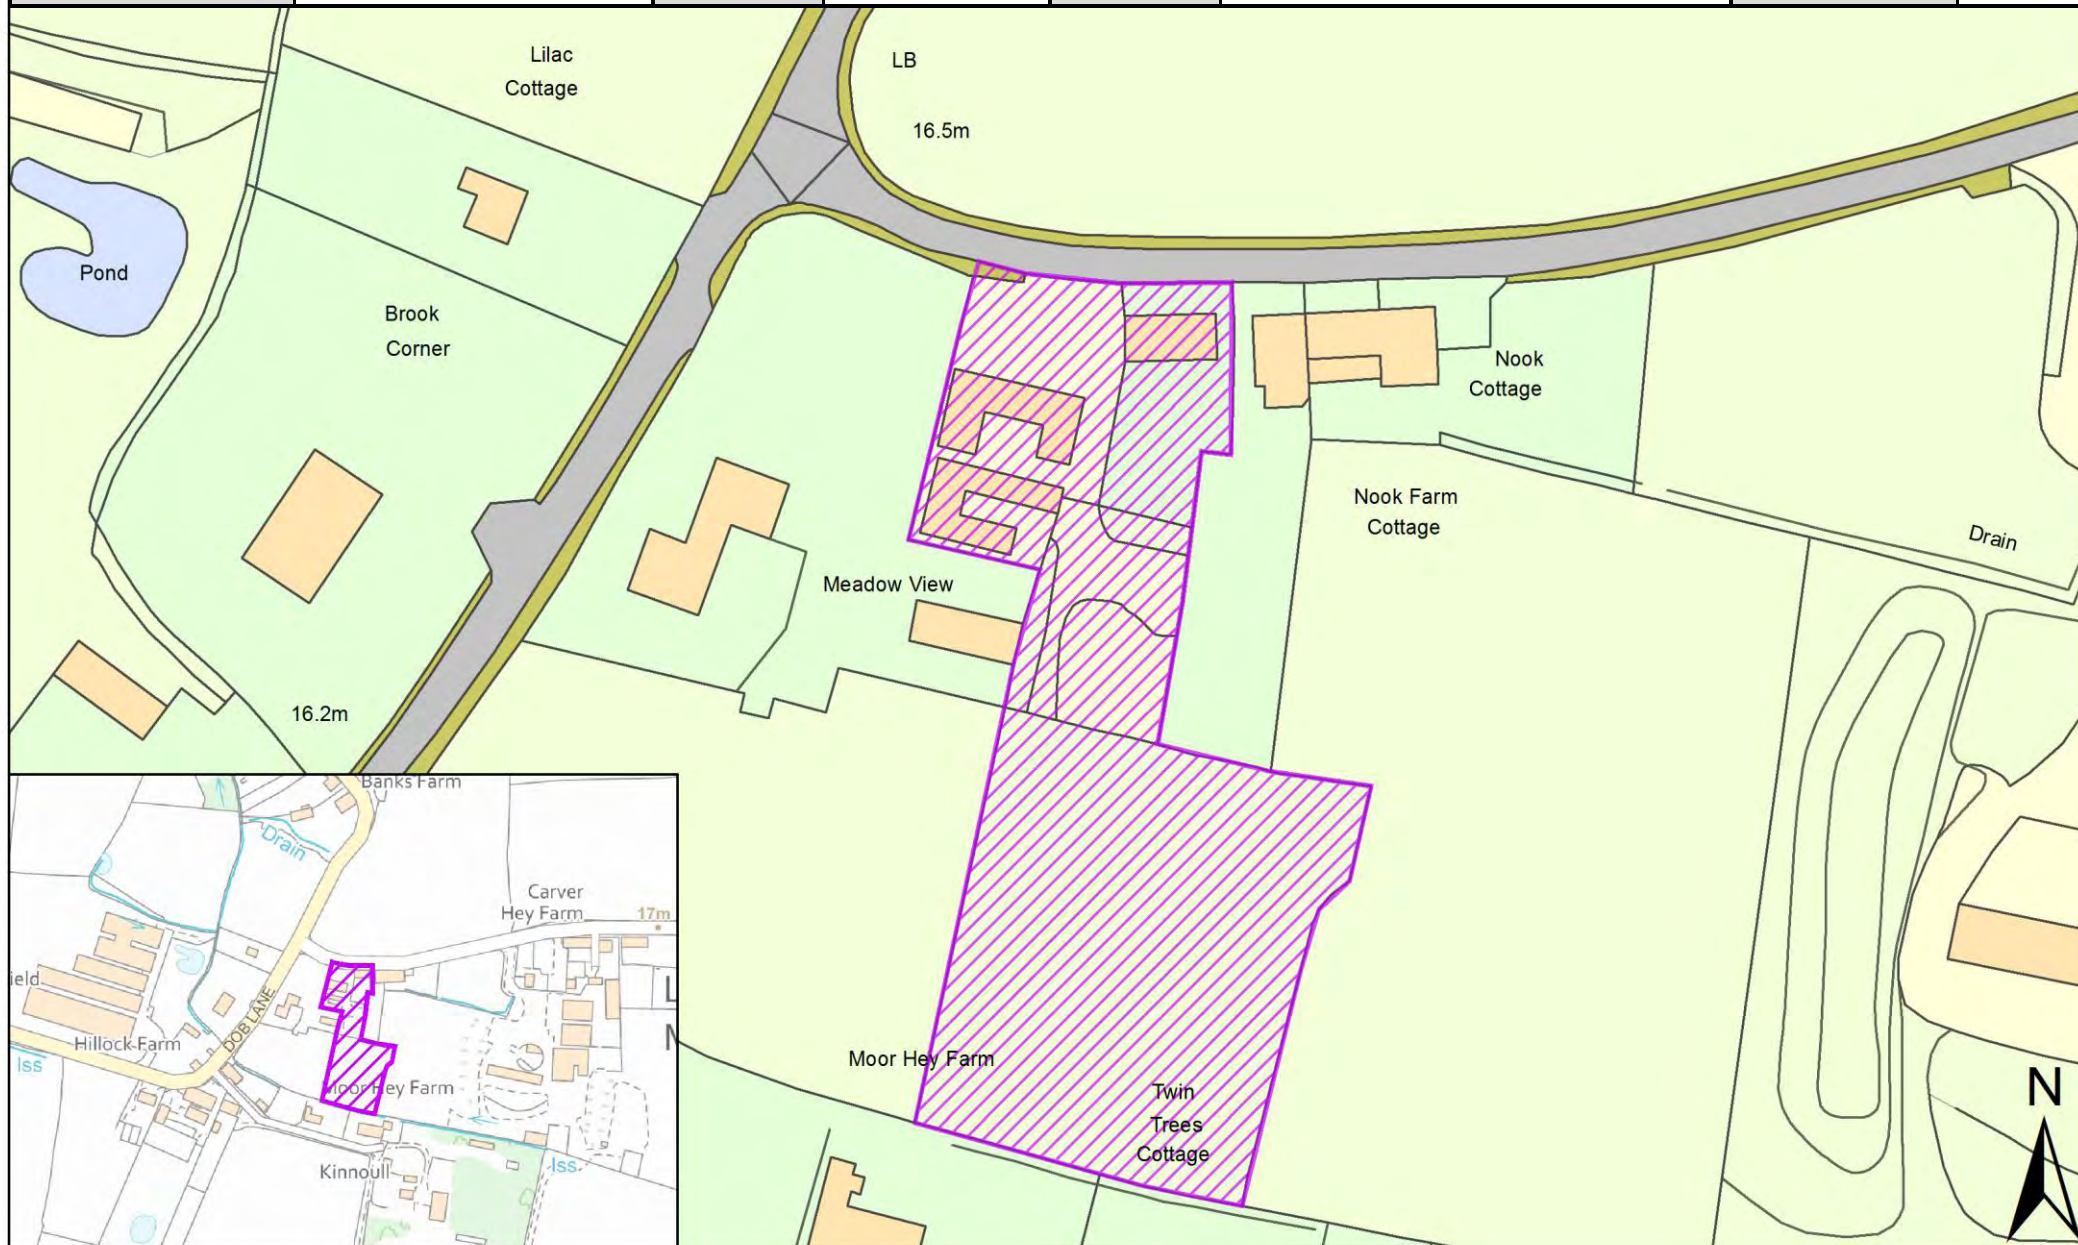 Lilac
Cottage
LB
16.5m
Pond
Brook
Corner
Nook
Cottage
Nook Farm
Cottage
Drain
Meadow View
16.2m
Moor Hey Farm
Twin
Trees
Cottage
N
Banks Farm
Drain
Carver
Hey Farm
17m
ield
DOB LANE
Hillock Farm
Iss
Moor Hey Farm
Kinnoull
Iss